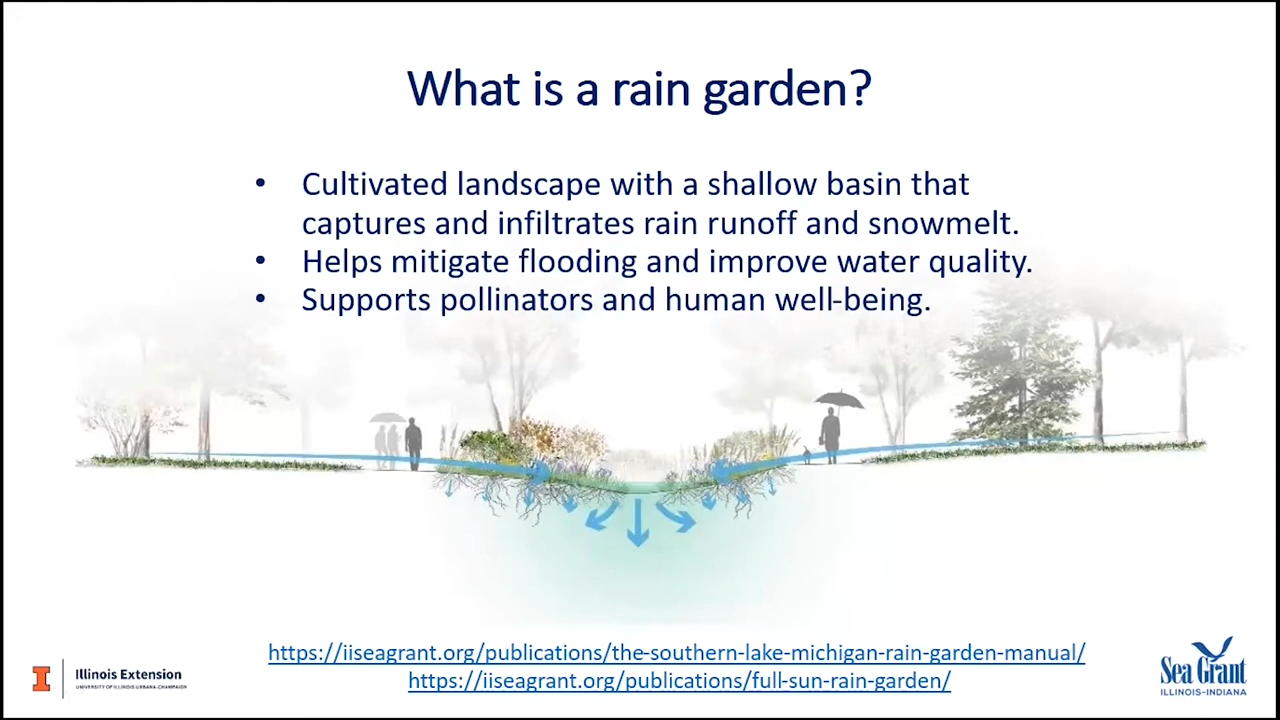 What is a rain garden?
• Cultivated landscape with a shallow basin that
captures and infiltrates rain runoff and snowmelt.
• Helps mitigate flooding and improve water quality.
• Supports pollinators and human well-being.
https://iiseagrant.org/publications/the-southern-lake-michigan-rain-garden-manual/
https://iiseagrant.org/publications/full-sun-rain-garden/
I
Illinois Extension
UNIVERSITY OF ILLINOIS URBANA-CHAMPAIGN
Sea Grant
ILLINOIS-INDIANA